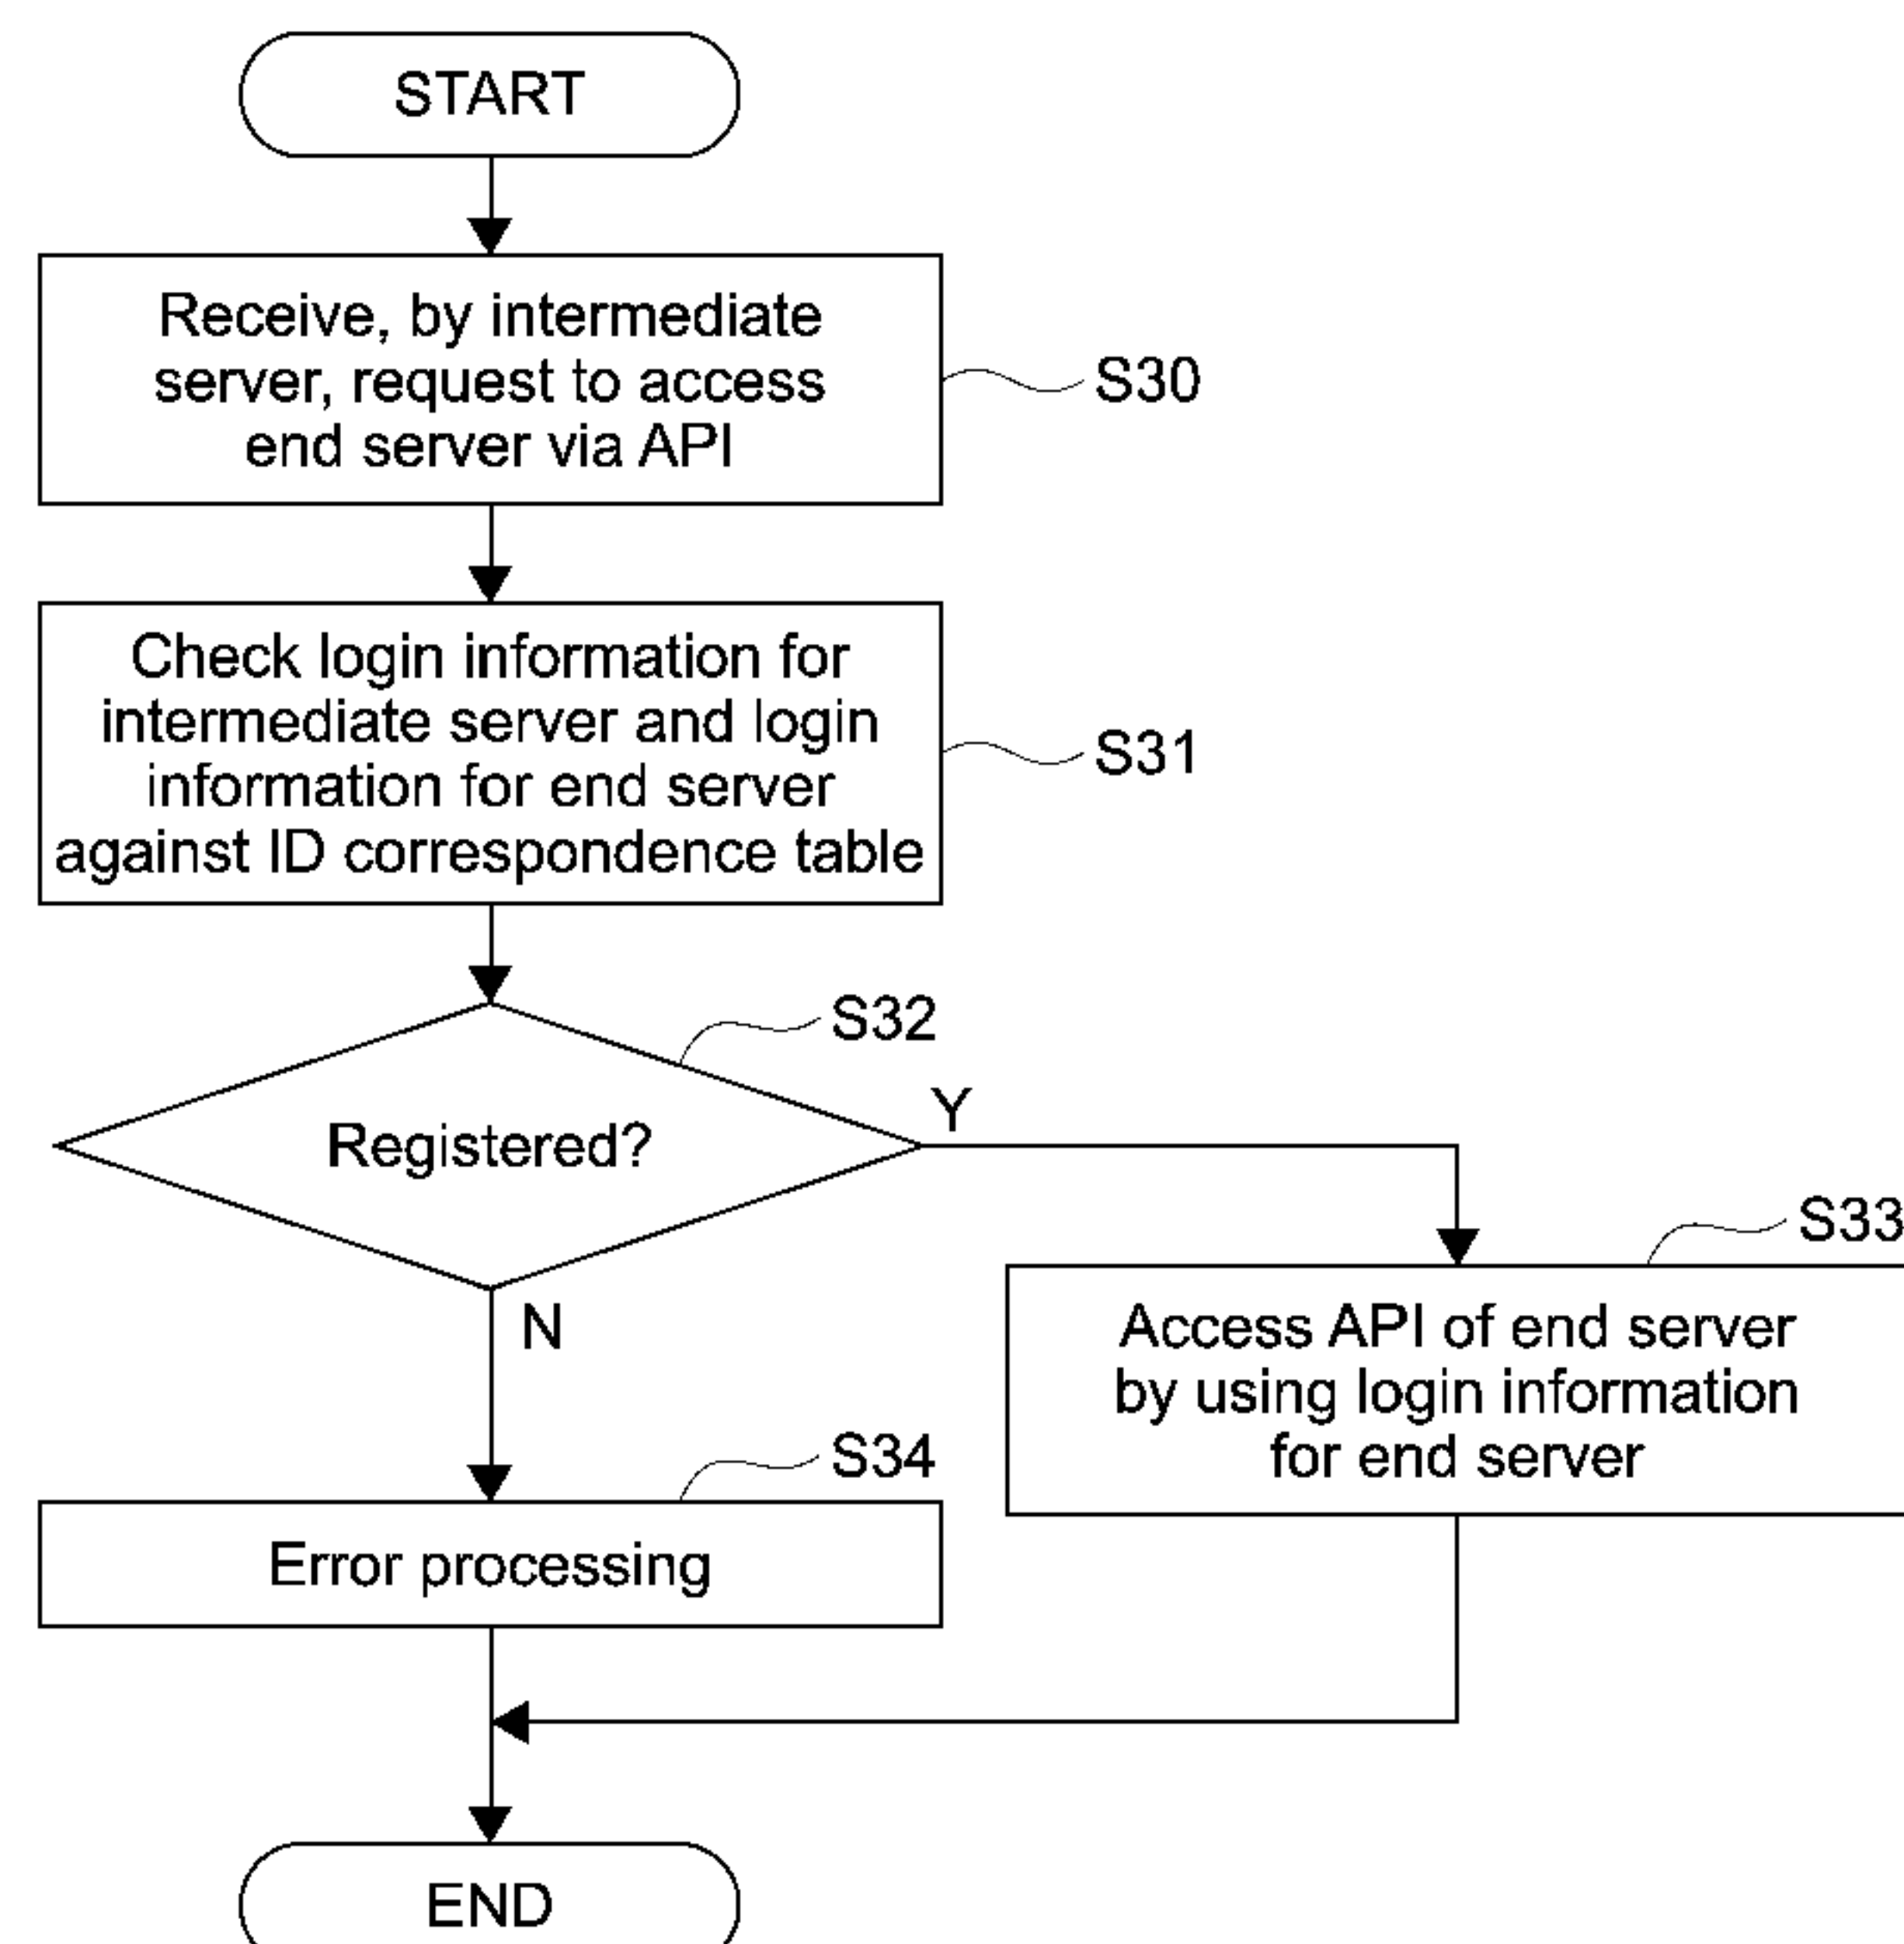 START
Receive, by intermediate
server, request to access
end server via API
S30
Check login information for
intermediate server and login
information for end server
against ID correspondence table
S31
S32
Registered?
Y
N
S33
Access API of end server
by using login information
for end server
S34
Error processing
END